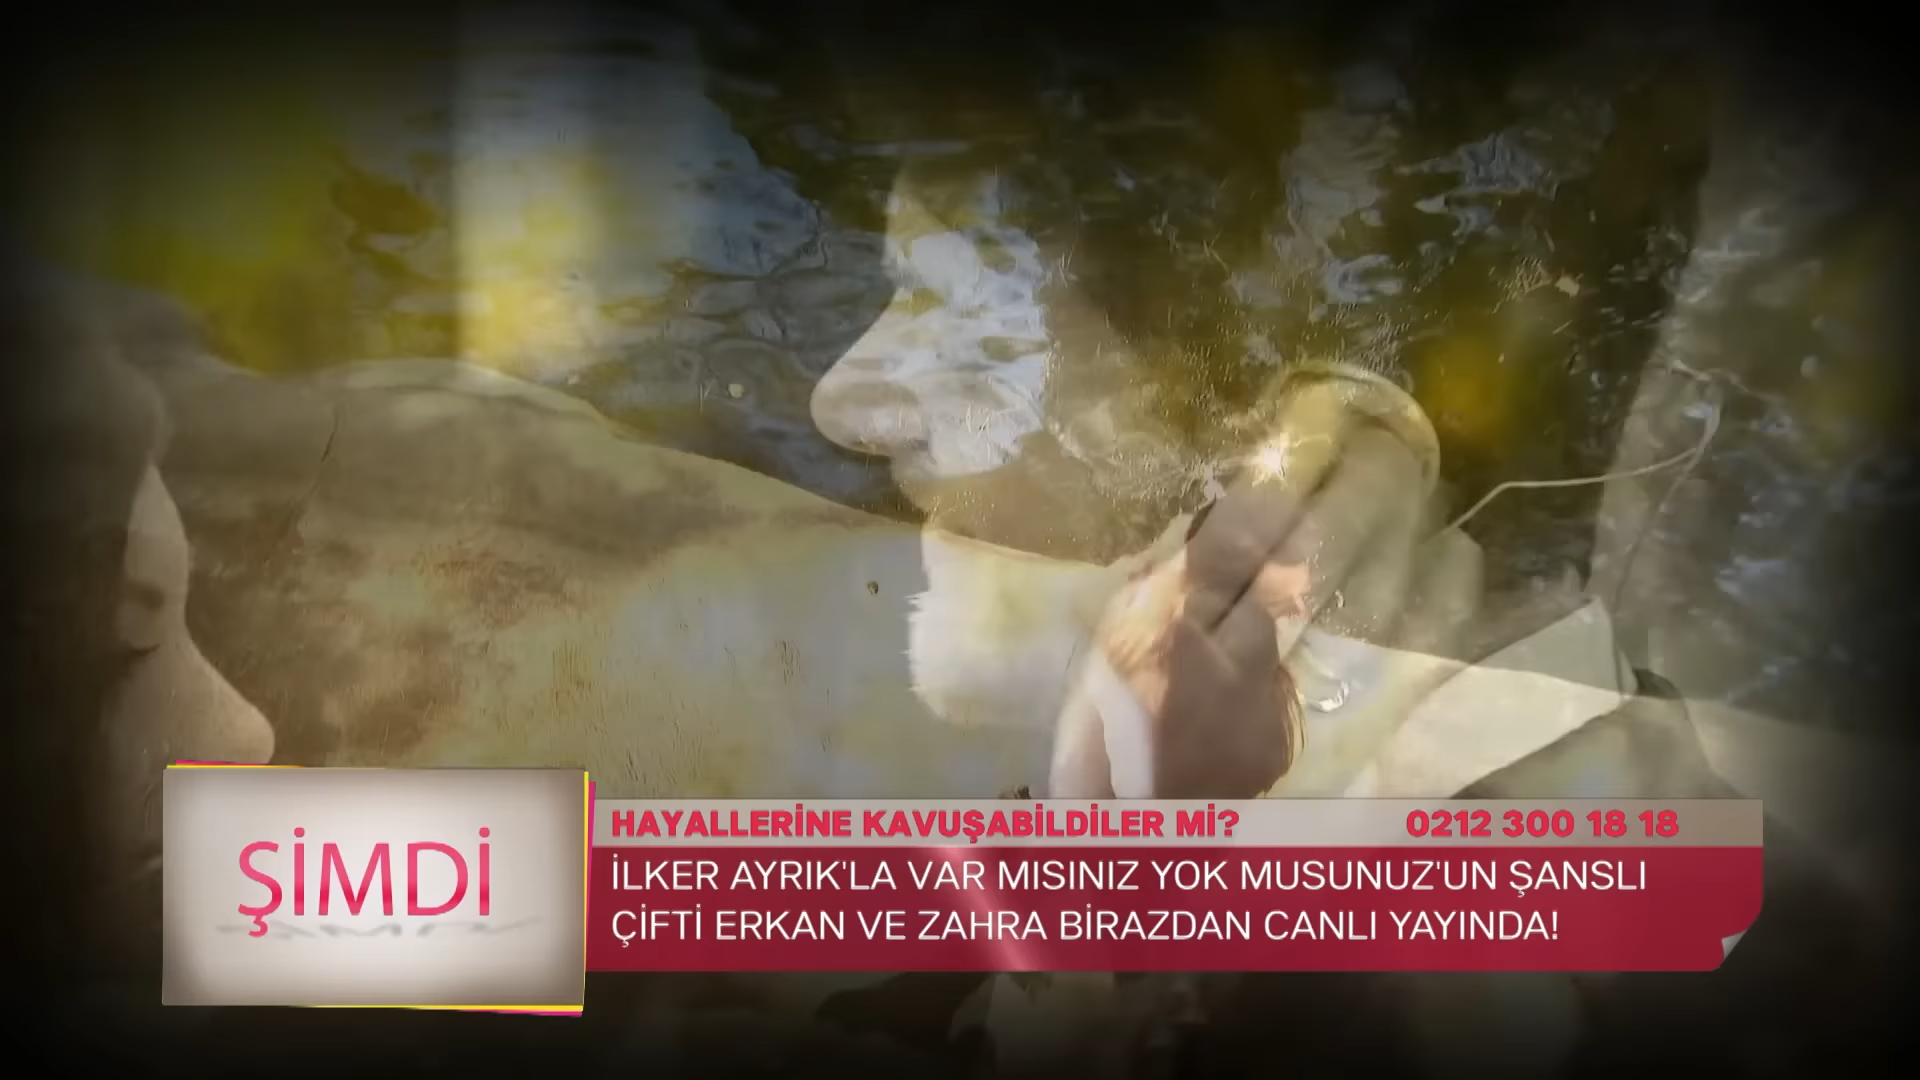 ŞİMDİ
HAYALLERİNE KAVUŞABİLDİLER Mİ? 0212 300 18 18
İLKER AYRIK'LA VAR MISINIZ YOK MUSUNUZ'UN ŞANSLI
ÇİFTİ ERKAN VE ZAHRA BİRAZDAN CANLI YAYINDA!